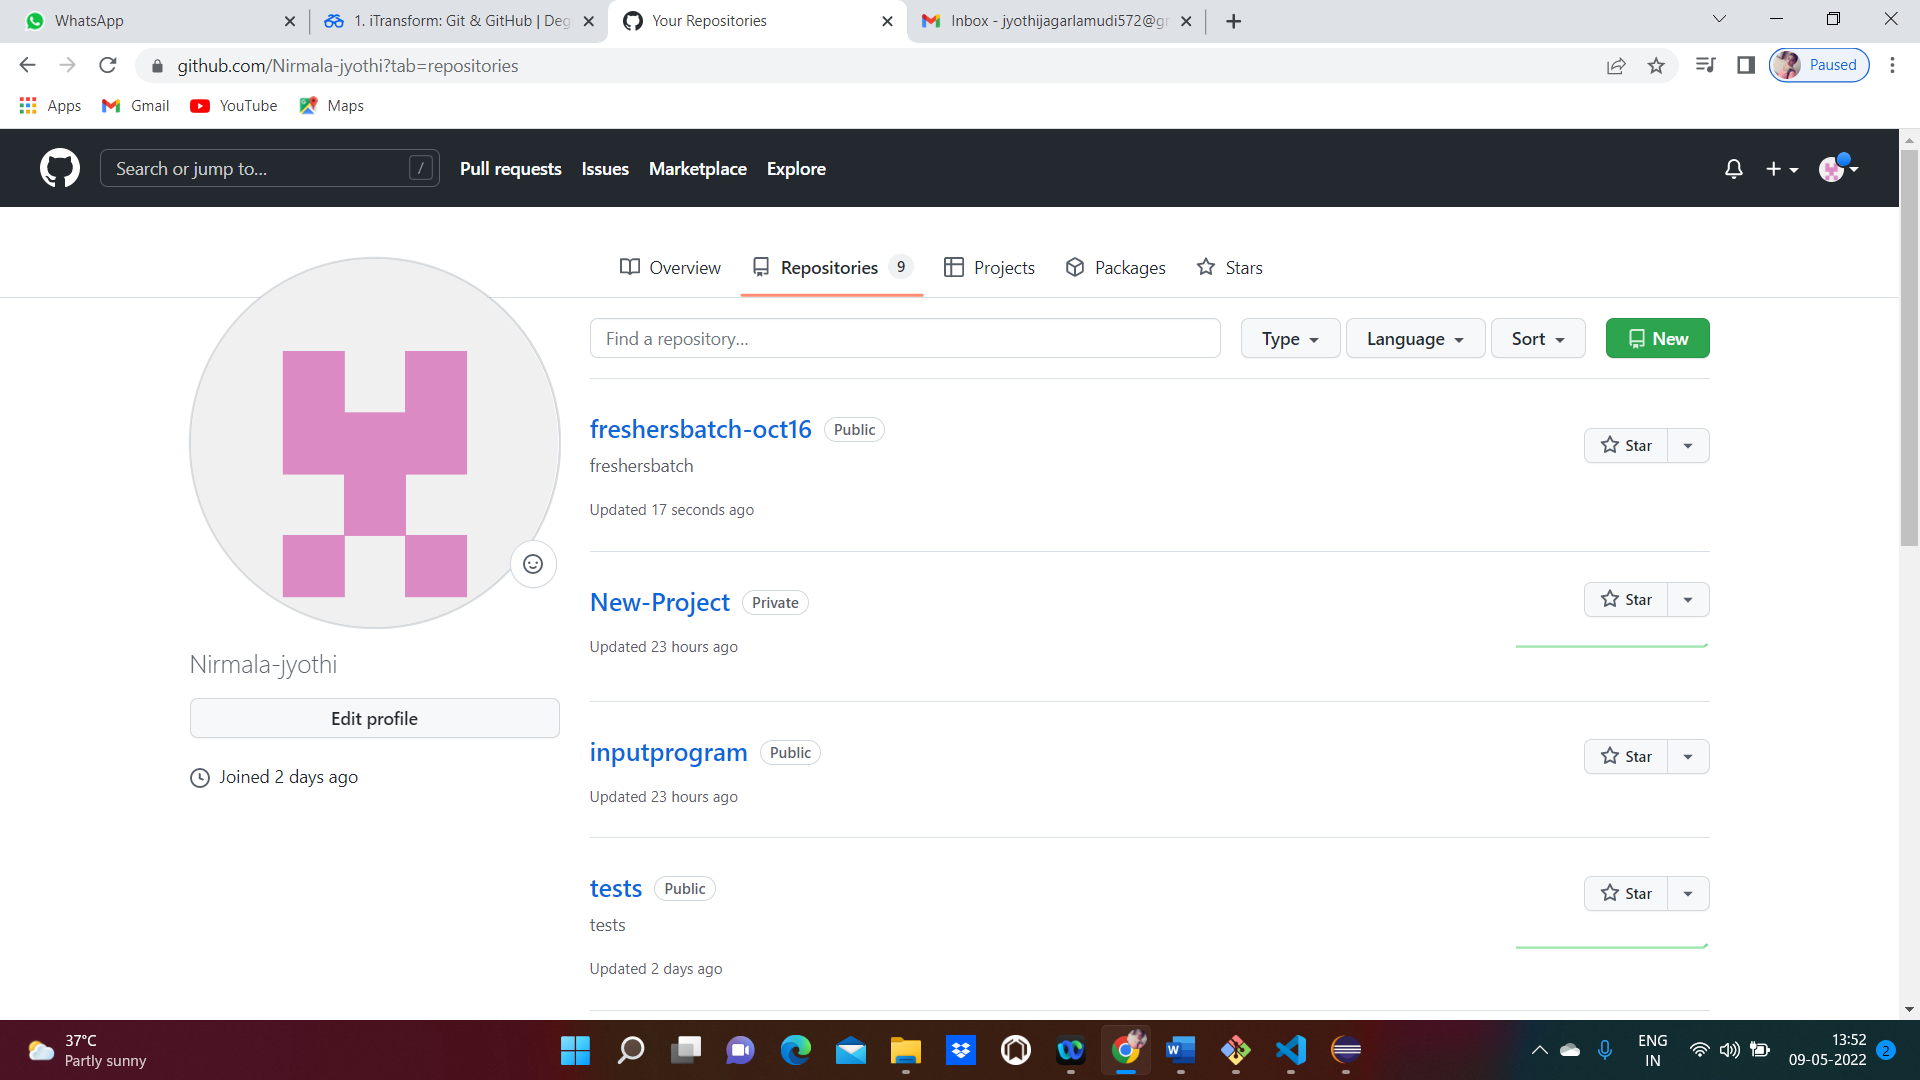 WhatsApp
1. iTransform: Git & GitHub | Deg
Your Repositories
Inbox - jyothijagarlamudi572@gr
github.com/Nirmala-jyothi?tab=repositories
Paused
Apps
Gmail
YouTube
Maps
Search or jump to...
/
Pull requests
Issues
Marketplace
Explore
Overview
Repositories 9
Projects
Packages
Stars
Find a repository...
Type
Language
Sort
New
freshersbatch-oct16 Public
Star
freshersbatch
Updated 17 seconds ago
New-Project Private
Star
Updated 23 hours ago
Nirmala-jyothi
Edit profile
Joined 2 days ago
inputprogram Public
Star
Updated 23 hours ago
tests Public
Star
tests
Updated 2 days ago
37°C
Partly sunny
W
ENG
IN
13:52
09-05-2022
2